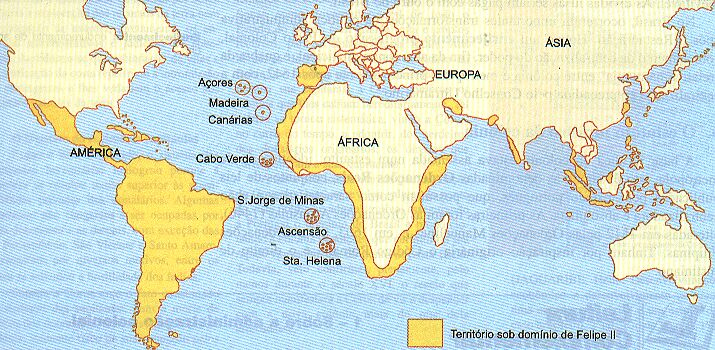 ÁSIA
EUROPA
Açores
Madeira
Canárias
ÁFRICA
AMÉRICA
Cabo Verde
S.Jorge de Minas
Ascensão
Sta. Helena
Território sob domínio de Felipe II